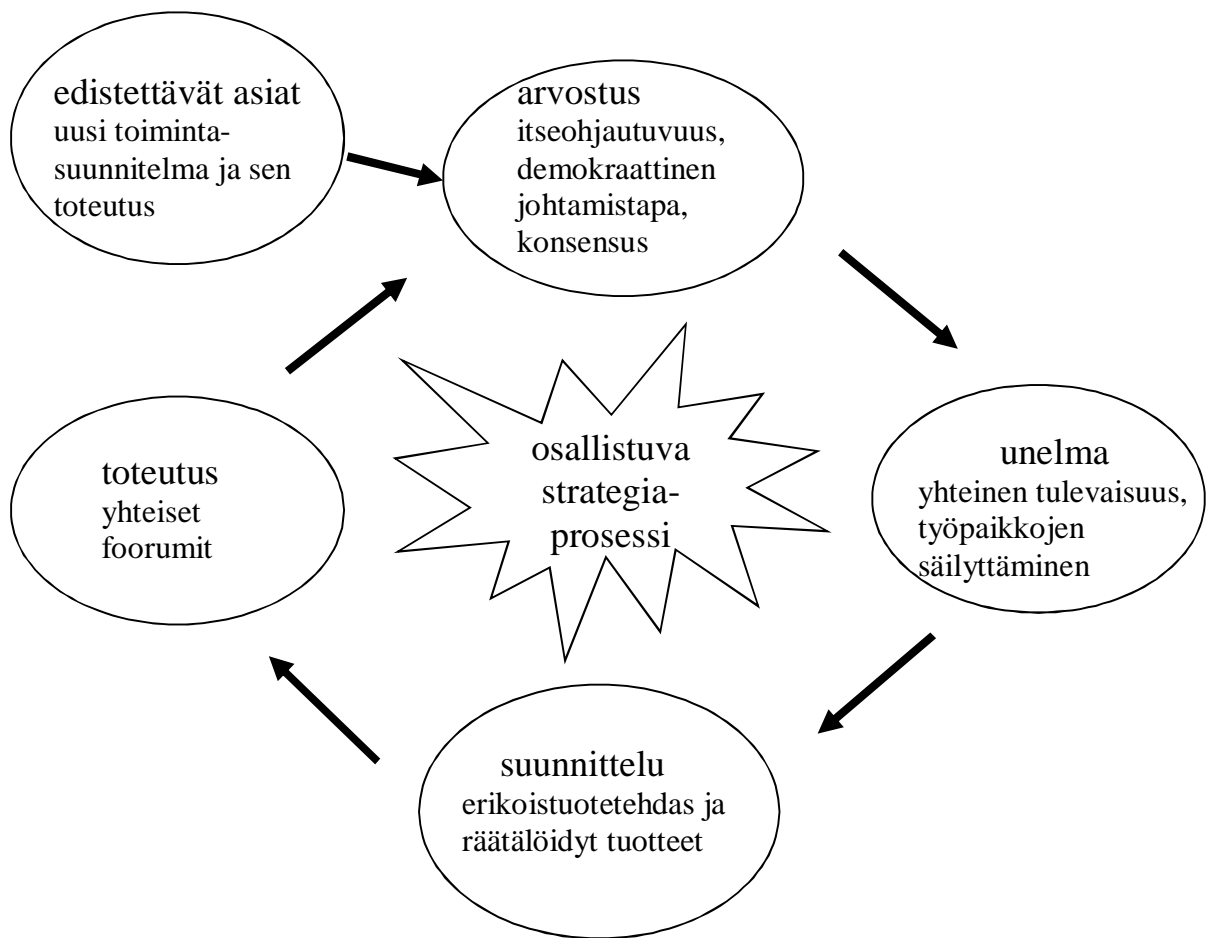 edistettävät asiat
uusi toiminta-
suunnitelma ja sen
toteutus
arvostus
itseohjautuvuus,
demokraattinen
johtamistapa,
konsensus
unelma
yhteinen tulevaisuus,
työpaikkojen
säilyttäminen
suunnittelu
erikoistuotetehdas ja
räätälöidyt tuotteet
toteutus
yhteiset
foorumit
osallistuva
strategia-
prosessi